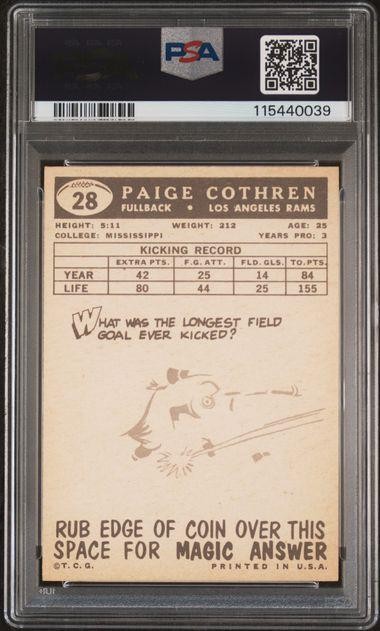 PSA
115440039
28
PAIGE COTHREN
FULLBACK • LOS ANGELES RAMS
HEIGHT: 5:11 WEIGHT: 212 AGE: 25
COLLEGE: MISSISSIPPI YEARS PRO: 3
KICKING RECORD
EXTRA PTS. F.G. ATT. FLD. GLS. TO. PTS.
YEAR 42 25 14 84
LIFE 80 44 25 155
WHAT WAS THE LONGEST FIELD
GOAL EVER KICKED?
RUB EDGE OF COIN OVER THIS
SPACE FOR MAGIC ANSWER
©T.C.G. PRINTED IN U.S.A.